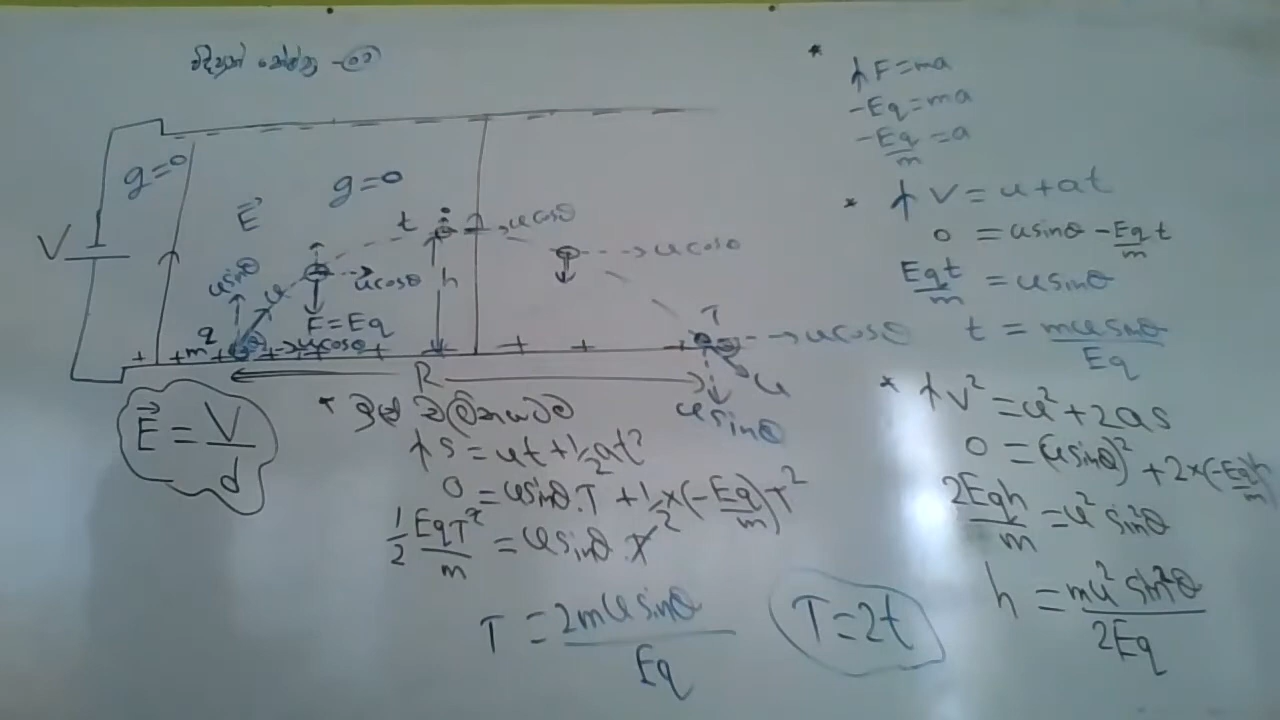 විද්‍යුත් ක්ෂේත්‍ර
g=0
g=0
V
E⃗
t
ucosθ
ucosθ
usinθ
u
ucosθ
h
F=Eq
m q
θ
ucosθ
T
ucosθ
R
u
usinθ
E⃗ = V/d
*
↑ s = ut + ½at²
0 = usinθ.T + ½×(-Eq/m)T²
½ EqT²/m = usinθ.T
T = 2musinθ/Eq
T=2t
* ↑ F=ma
-Eq=ma
-Eq/m = a
* ↑ V = u+at
0 = usinθ - Eq/m t
Eqt/m = usinθ
t = musinθ/Eq
* ↑ V² = u²+2as
0 = (usinθ)² + 2×(-Eq/m)h
2Eqh/m = u² sin²θ
h = mu² sin²θ/2Eq